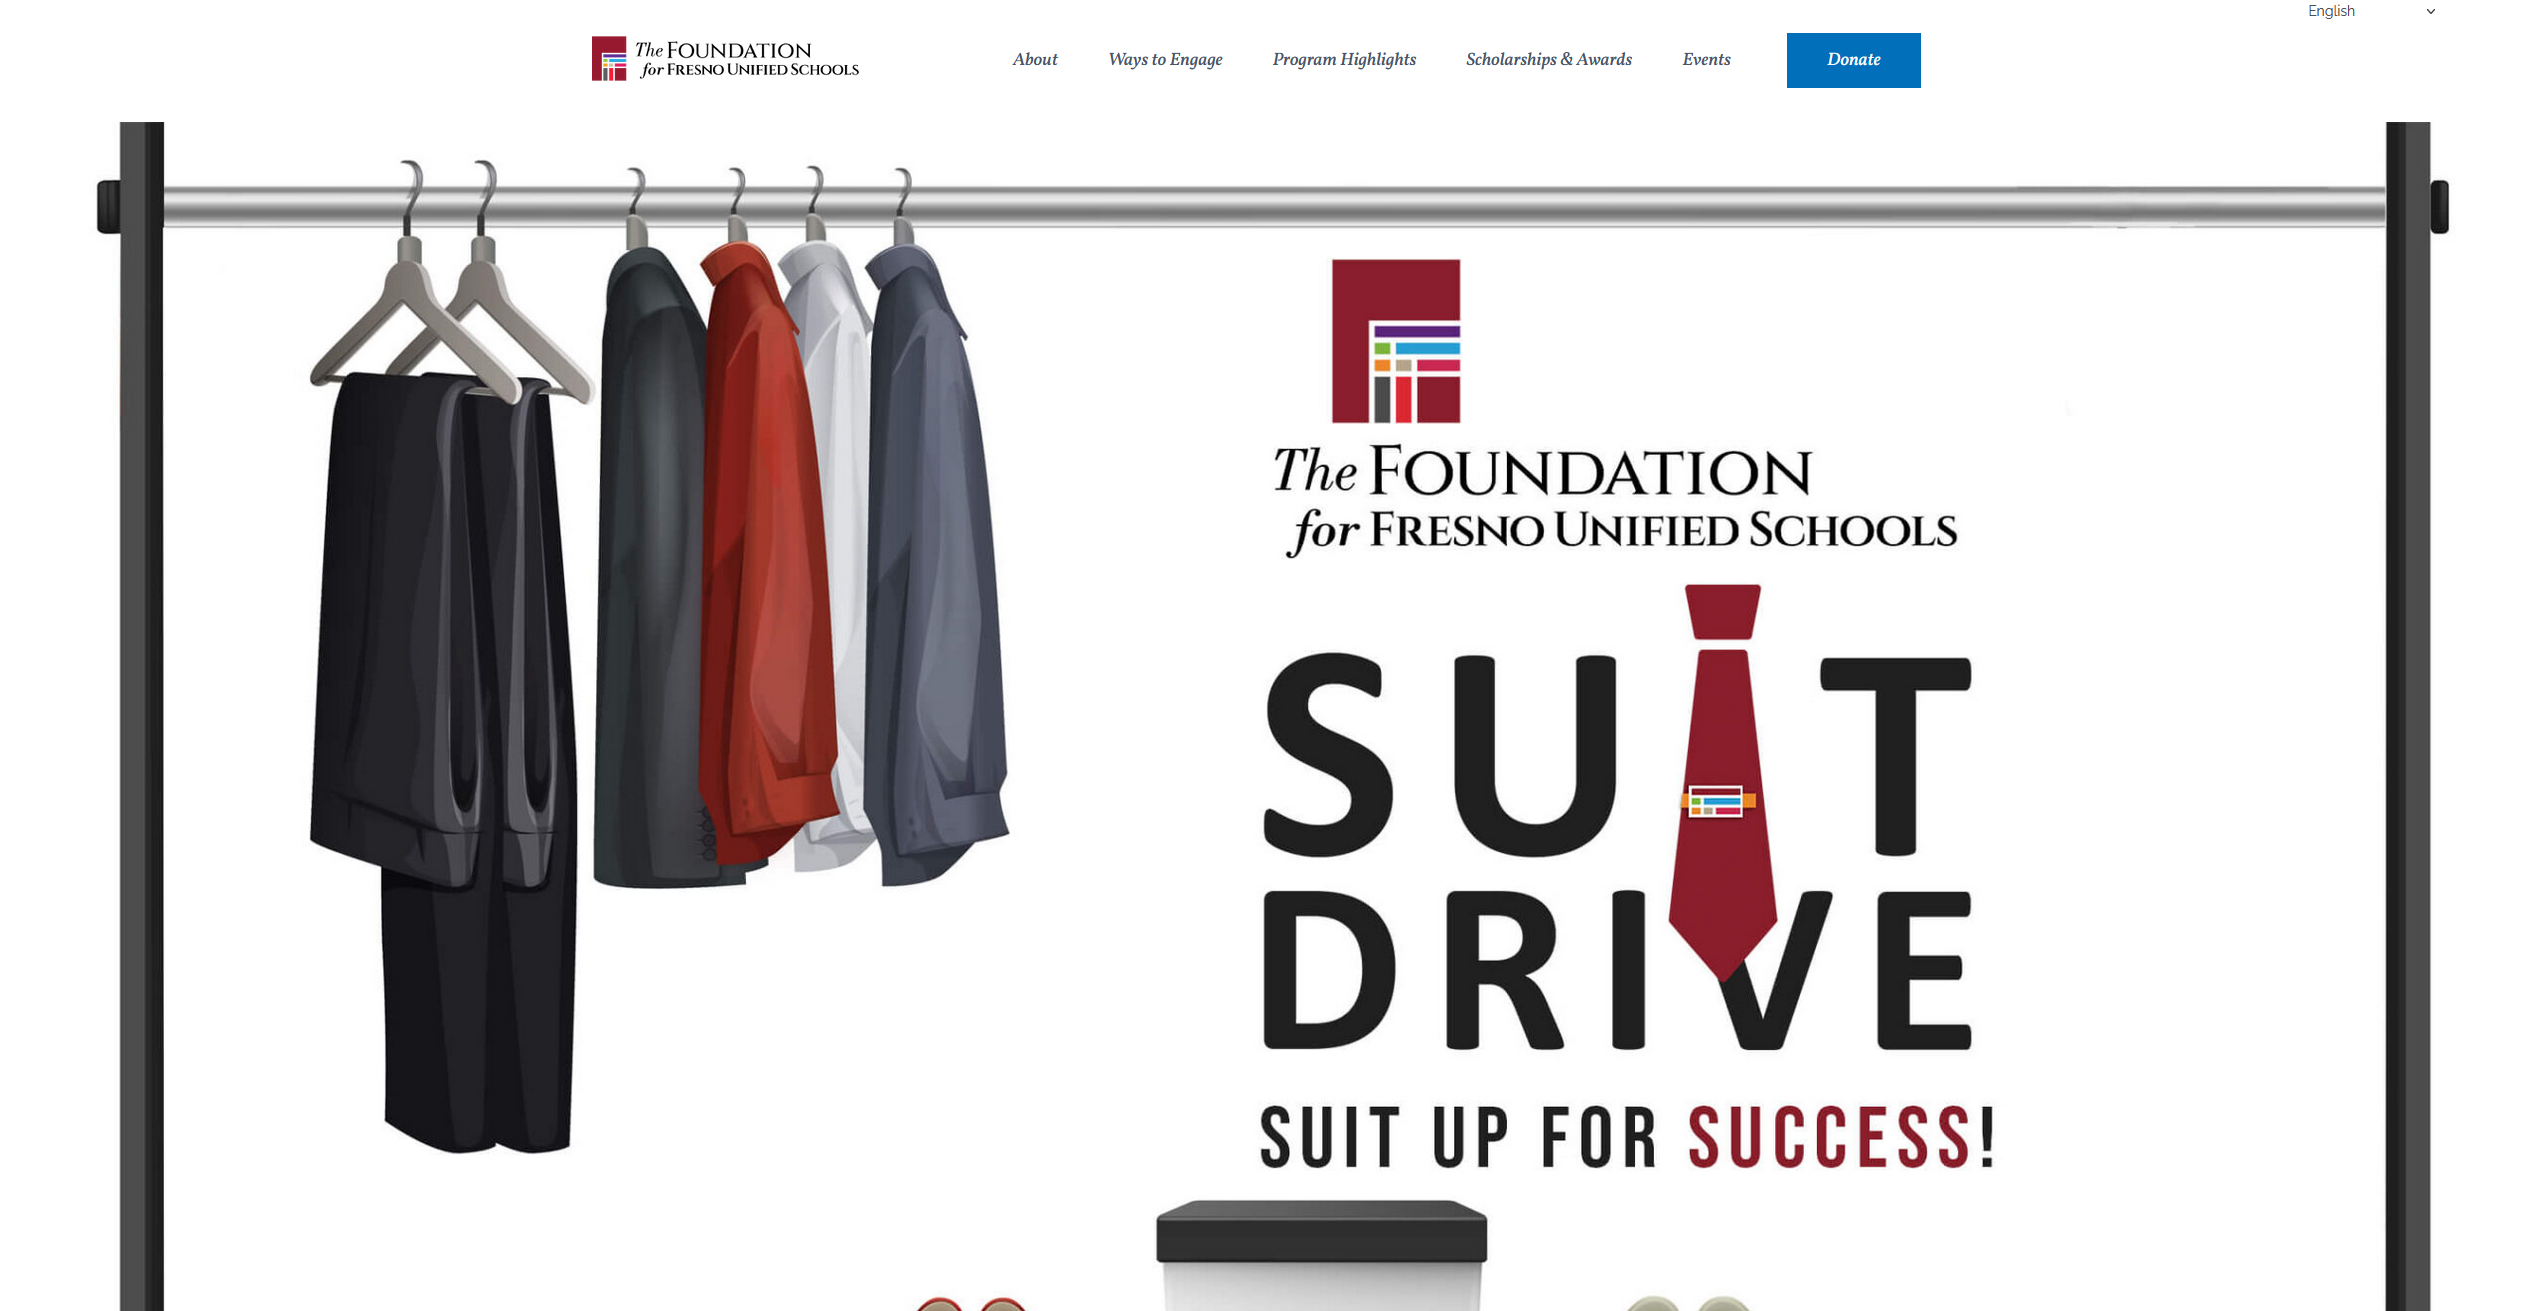 English
The FOUNDATION
for FRESNO UNIFIED SCHOOLS
About Ways to Engage Program Highlights Scholarships & Awards Events Donate
The FOUNDATION
for FRESNO UNIFIED SCHOOLS
SUIT
DRIVE
SUIT UP FOR SUCCESS!